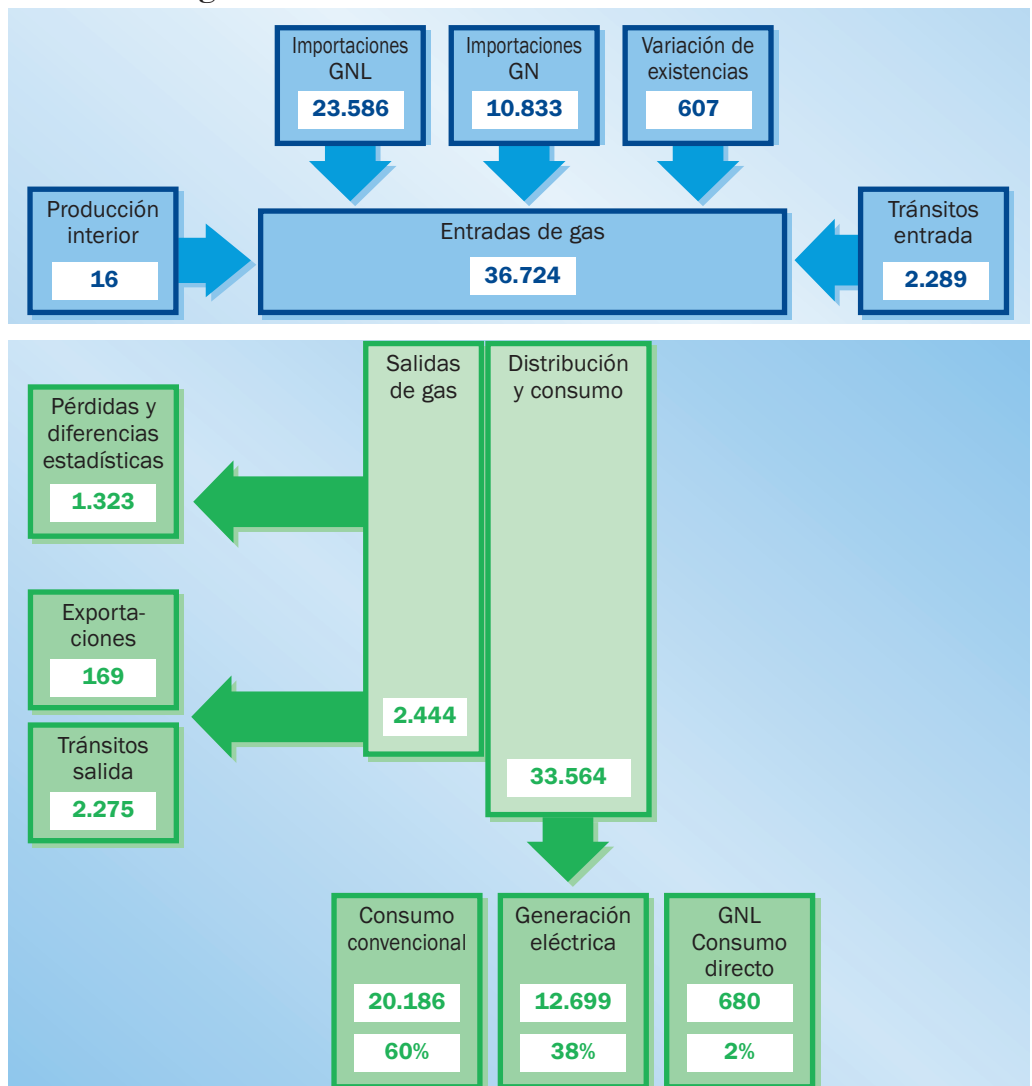 Importaciones
GNL
23.586
Importaciones
GN
10.833
Variación de
existencias
607
Producción
interior
16
Entradas de gas
36.724
Tránsitos
entrada
2.289
Salidas
de gas
2.444
Distribución
y consumo
33.564
Pérdidas y
diferencias
estadísticas
1.323
Exporta-
ciones
169
Tránsitos
salida
2.275
Consumo
convencional
20.186
60%
Generación
eléctrica
12.699
38%
GNL
Consumo
directo
680
2%